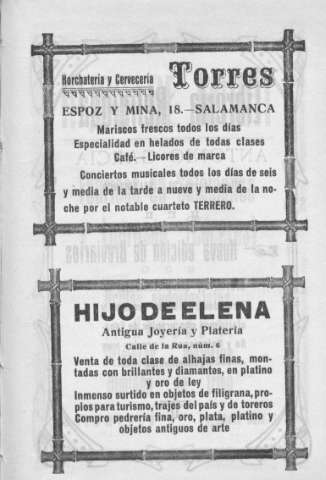 Horchatería y Cervecería Torres
ESPOZ Y MINA, 18.—SALAMANCA
Mariscos frescos todos los días
Especialidad en helados de todas clases
Café.—Licores de marca
Conciertos musicales todos los días de seis
y media de la tarde a nueve y media de la no-
che por el notable cuarteto TERRERO.
HIJO DE ELENA
Antigua Joyería y Platería
Calle de la Rua, núm. 6
Venta de toda clase de alhajas finas, mon-
tadas con brillantes y diamantes, en platino
y oro de ley
Inmenso surtido en objetos de filigrana, pro-
pios para turismo, trajes del país y de toreros
Compro pedrería fina, oro, plata, platino y
objetos antiguos de arte